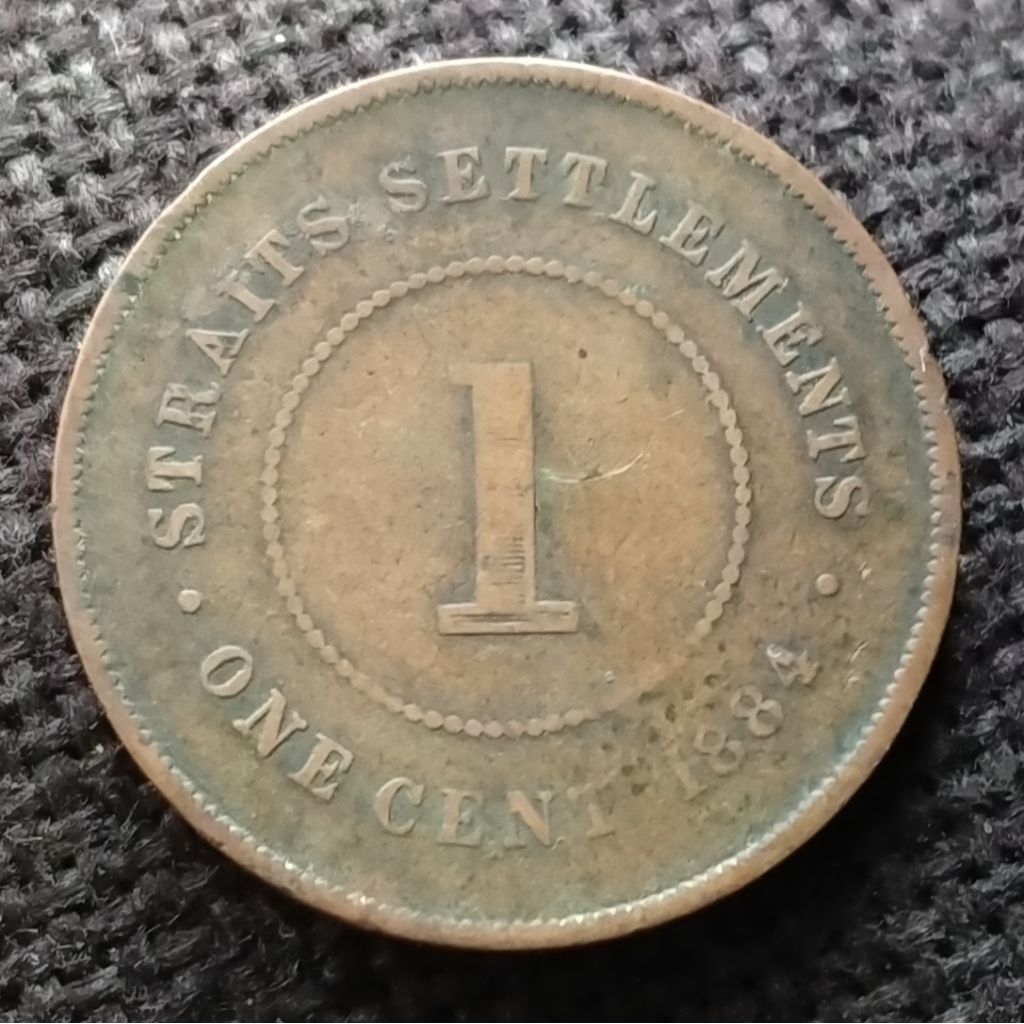 STRAITS SETTLEMENTS
1
· ONE CENT 1884 ·